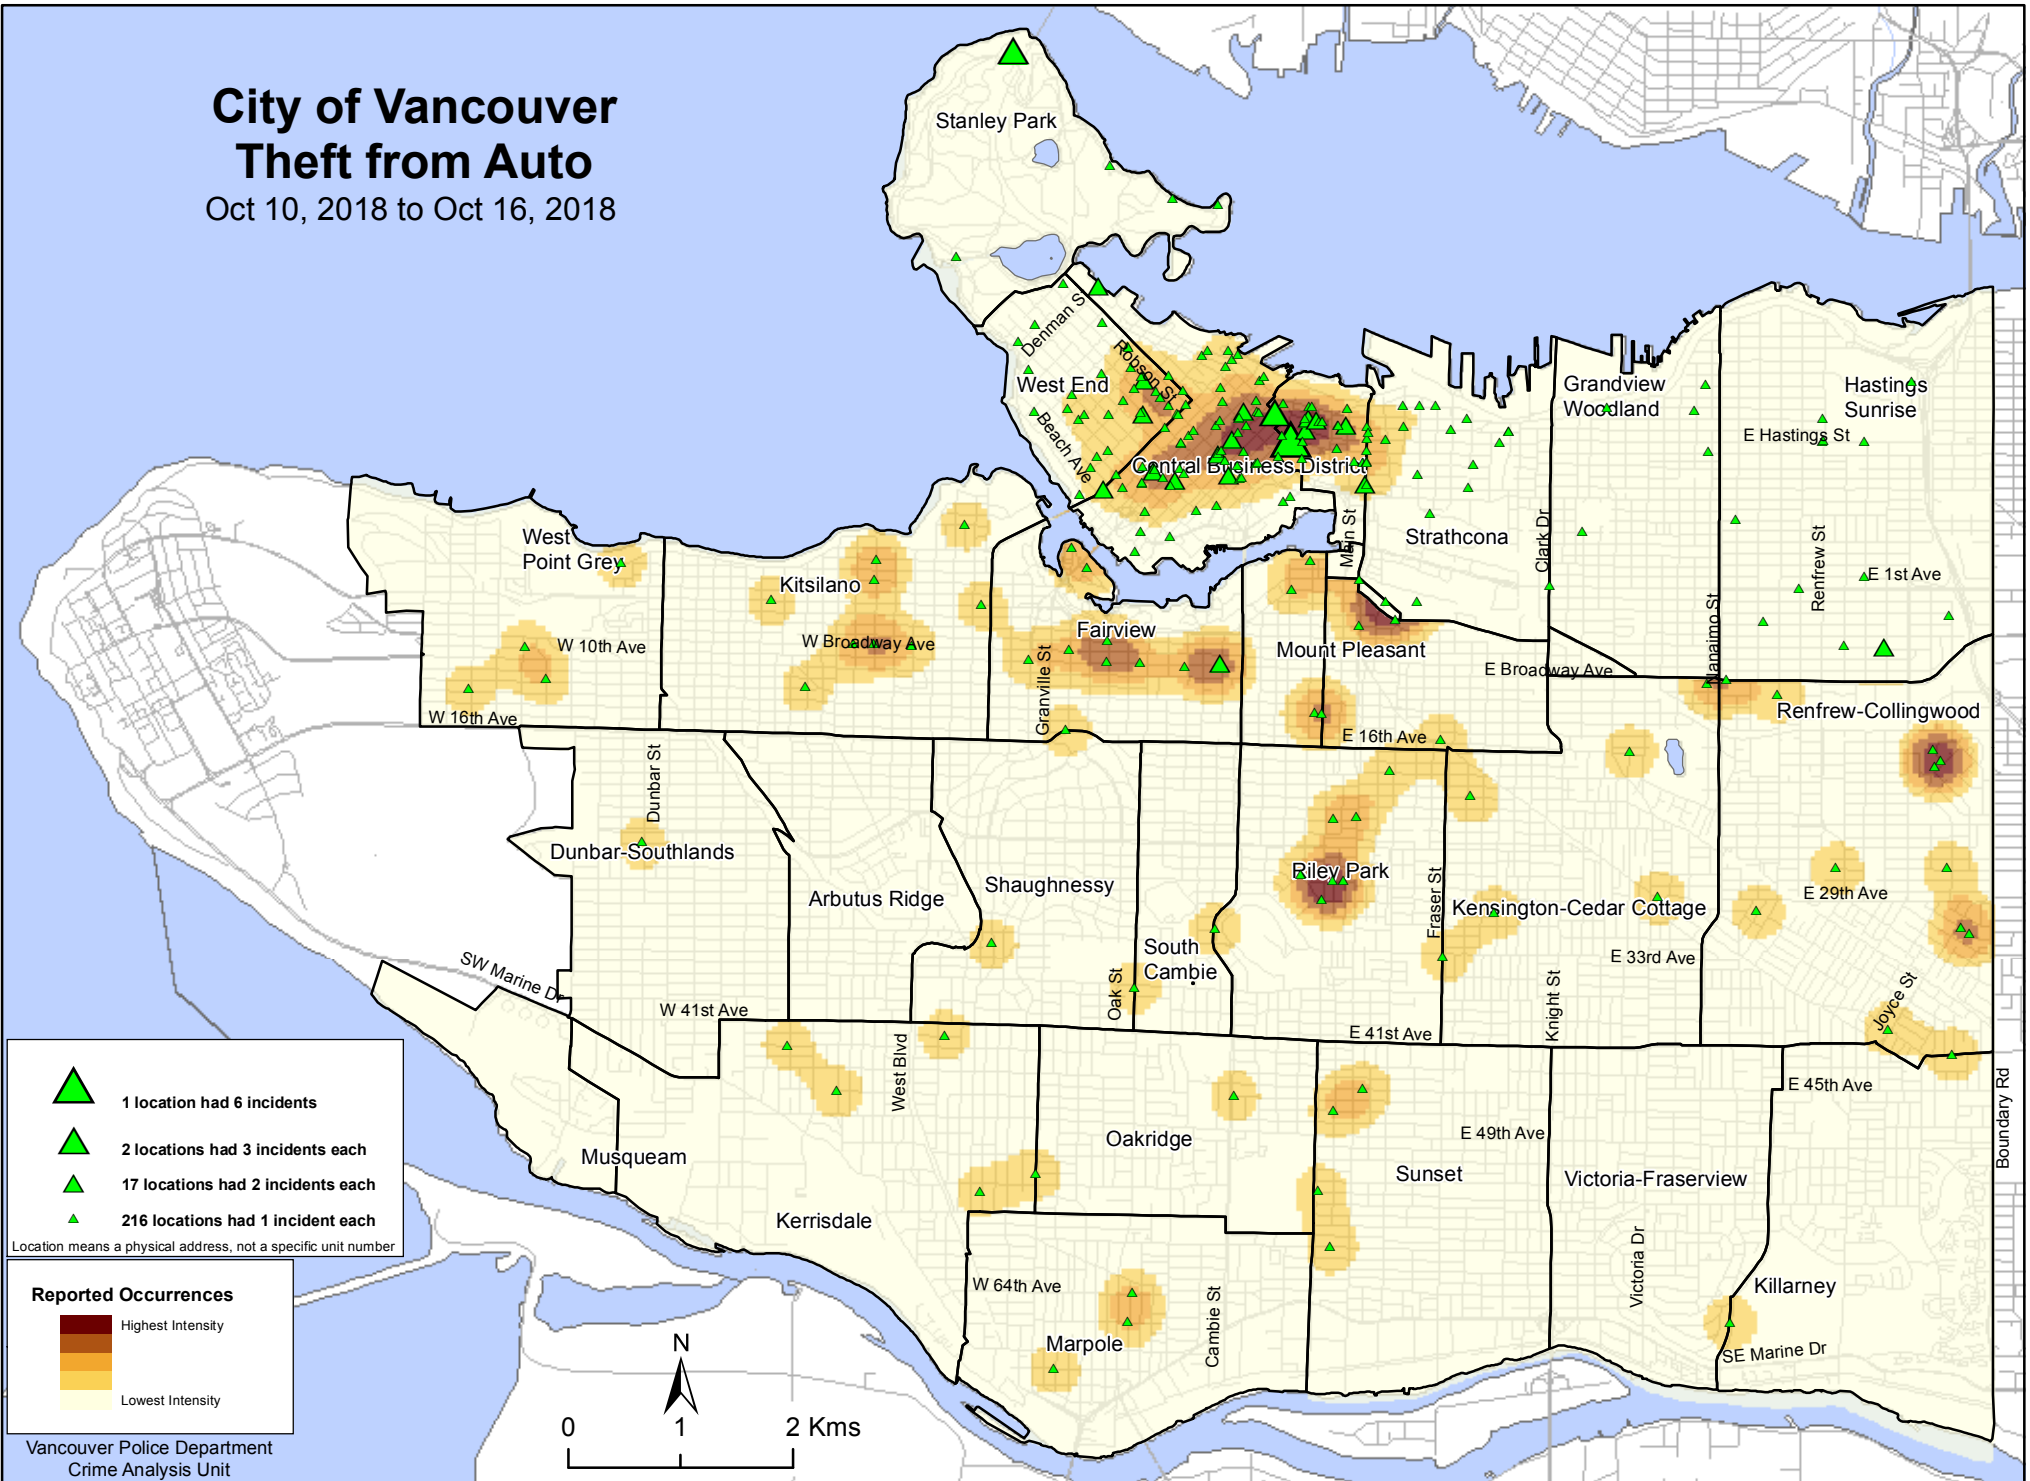 City of Vancouver
Theft from Auto
Oct 10, 2018 to Oct 16, 2018
Stanley Park
Denman S
Robson St
West End
Beach Ave
Central Business District
Grandview
Woodland
Hastings
Sunrise
E Hastings St
Main St
Strathcona
Clark Dr
Renfrew St
E 1st Ave
Nanaimo St
West
Point Grey
Kitsilano
W 10th Ave
W Broadway Ave
Fairview
Granville St
Mount Pleasant
E Broadway Ave
W 16th Ave
E 16th Ave
Renfrew-Collingwood
Dunbar St
Dunbar-Southlands
Arbutus Ridge
Shaughnessy
Riley Park
Fraser St
Kensington-Cedar Cottage
E 29th Ave
South
Cambie
E 33rd Ave
SW Marine Dr
Oak St
Knight St
Joyce St
W 41st Ave
E 41st Ave
West Blvd
E 45th Ave
Boundary Rd
Oakridge
E 49th Ave
Musqueam
Sunset
Victoria-Fraserview
Kerrisdale
W 64th Ave
Cambie St
Victoria Dr
Killarney
Marpole
SE Marine Dr
1 location had 6 incidents
2 locations had 3 incidents each
17 locations had 2 incidents each
216 locations had 1 incident each
Location means a physical address, not a specific unit number
Reported Occurrences
Highest Intensity
Lowest Intensity
Vancouver Police Department
Crime Analysis Unit
N
0 1 2 Kms